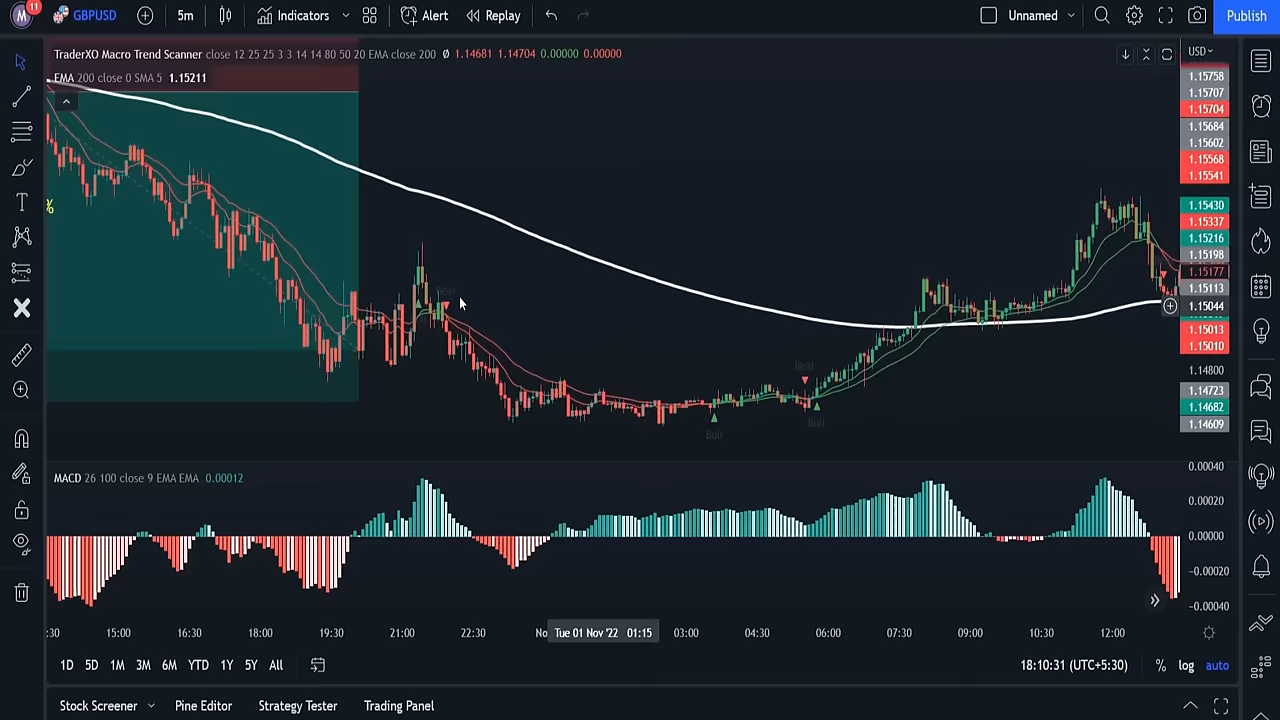 M 11 GBPUSD 5m Indicators Alert Replay Unnamed Publish
TraderXO Macro Trend Scanner close 12 25 25 3 3 14 14 80 50 20 EMA close 200 Ø 1.14681 1.14704 0.00000 0.00000
USD
EMA 200 close 0 SMA 5 1.15211
1.15758
1.15707
1.15704
1.15684
1.15602
1.15568
1.15541
1.15430
%
1.15337
1.15216
1.15198
1.15177
1.15113
Bear
1.15044
1.15013
1.15010
Bear
1.14800
1.14723
1.14682
Bull
1.14609
Bull
MACD 26 100 close 9 EMA EMA 0.00012
0.00040
0.00020
0.00000
−0.00020
−0.00040
:30 15:00 16:30 18:00 19:30 21:00 22:30 No Tue 01 Nov '22 01:15 03:00 04:30 06:00 07:30 09:00 10:30 12:00
1D 5D 1M 3M 6M YTD 1Y 5Y All 18:10:31 (UTC+5:30) % log auto
Stock Screener Pine Editor Strategy Tester Trading Panel